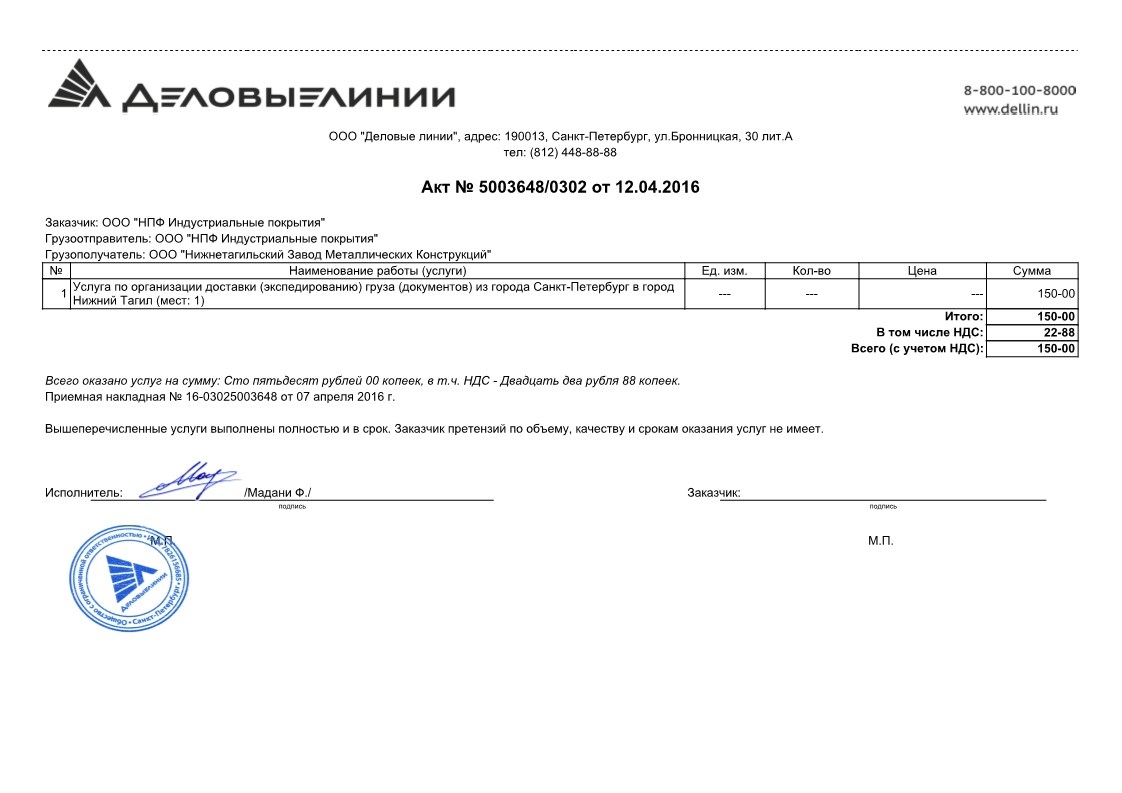 ДЕЛОВЫЕ ЛИНИИ
8-800-100-8000
www.dellin.ru
ООО "Деловые линии", адрес: 190013, Санкт-Петербург, ул.Бронницкая, 30 лит.А
тел: (812) 448-88-88
Акт № 5003648/0302 от 12.04.2016
Заказчик: ООО "НПФ Индустриальные покрытия"
Грузоотправитель: ООО "НПФ Индустриальные покрытия"
Грузополучатель: ООО "Нижнетагильский Завод Металлических Конструкций"
№ Наименование работы (услуги) Ед. изм. Кол-во Цена Сумма
1 Услуга по организации доставки (экспедированию) груза (документов) из города Санкт-Петербург в город --- --- --- 150-00
Нижний Тагил (мест: 1)
Итого: 150-00
В том числе НДС: 22-88
Всего (с учетом НДС): 150-00
Всего оказано услуг на сумму: Сто пятьдесят рублей 00 копеек, в т.ч. НДС - Двадцать два рубля 88 копеек.
Приемная накладная № 16-03025003648 от 07 апреля 2016 г.
Вышеперечисленные услуги выполнены полностью и в срок. Заказчик претензий по объему, качеству и срокам оказания услуг не имеет.
Исполнитель: /Мадани Ф./ Заказчик:
подпись подпись
М.П. М.П.
Общество с ограниченной ответственностью
Санкт-Петербург
ДЕЛОВЫЕ ЛИНИИ